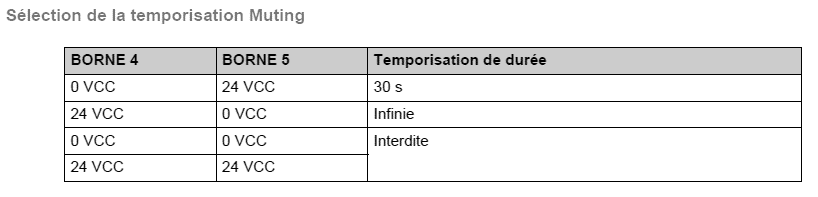 Sélection de la temporisation Muting
BORNE 4 BORNE 5 Temporisation de durée
0 VCC 24 VCC 30 s
24 VCC 0 VCC Infinie
0 VCC 0 VCC Interdite
24 VCC 24 VCC